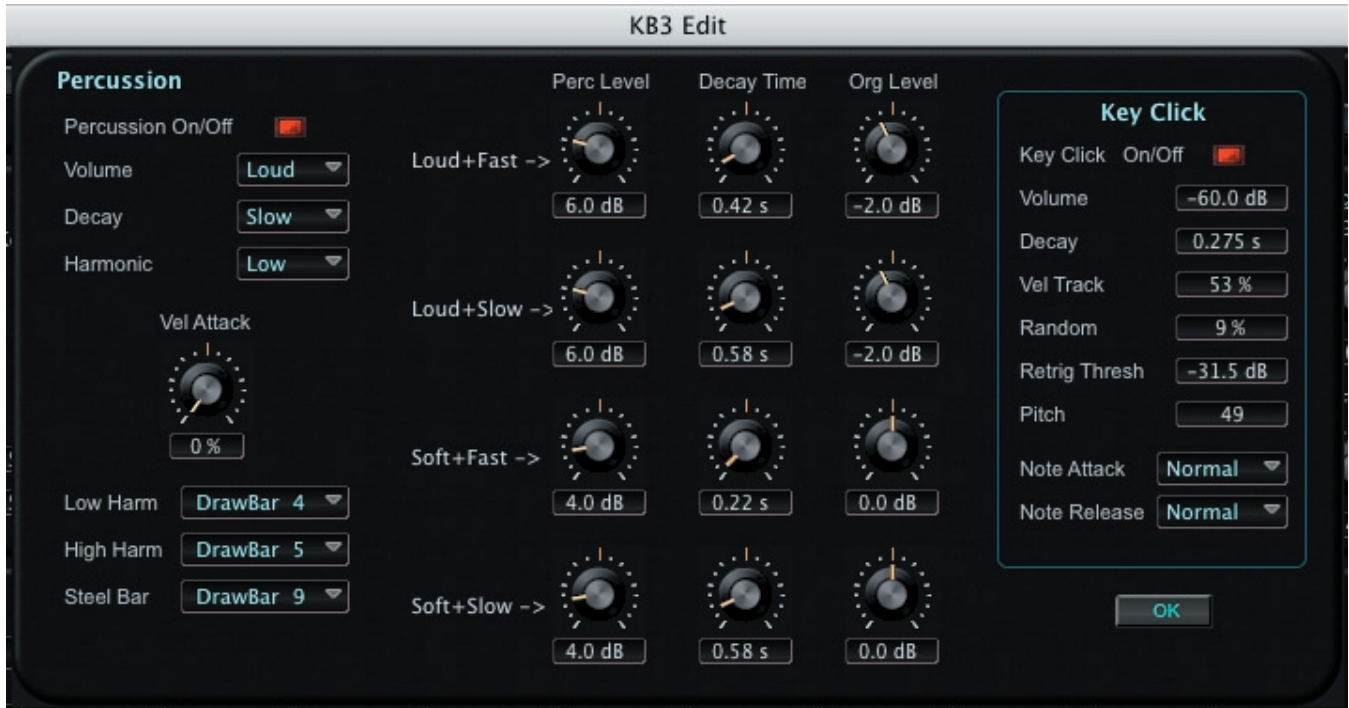 KB3 Edit
Percussion
Percussion On/Off
Volume Loud
Decay Slow
Harmonic Low
Vel Attack
0 %
Low Harm DrawBar 4
High Harm DrawBar 5
Steel Bar DrawBar 9
Perc Level Decay Time Org Level
Loud+Fast ->
6.0 dB 0.42 s -2.0 dB
Loud+Slow ->
6.0 dB 0.58 s -2.0 dB
Soft+Fast ->
4.0 dB 0.22 s 0.0 dB
Soft+Slow ->
4.0 dB 0.58 s 0.0 dB
Key Click
Key Click On/Off
Volume -60.0 dB
Decay 0.275 s
Vel Track 53 %
Random 9 %
Retrig Thresh -31.5 dB
Pitch 49
Note Attack Normal
Note Release Normal
OK